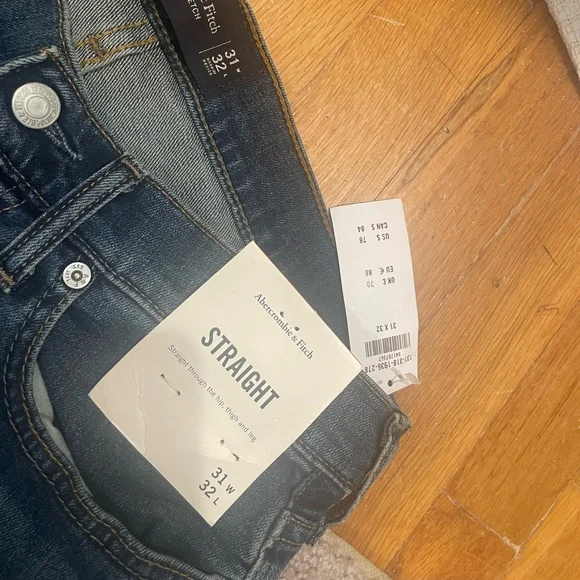 Fitch
31 W
32 L
Abercrombie & Fitch
STRAIGHT
Straight through the hip, thigh and leg
31 W
32 L
CAN $ 84
US $ 78
EU € 88
UK £ 70
31 X 32